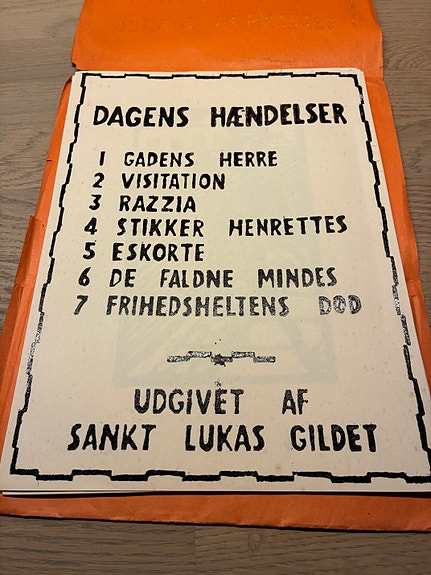 DAGENS HÆNDELSER
1 GADENS HERRE
2 VISITATION
3 RAZZIA
4 STIKKER HENRETTES
5 ESKORTE
6 DE FALDNE MINDES
7 FRIHEDSHELTENS DØD
UDGIVET AF
SANKT LUKAS GILDET